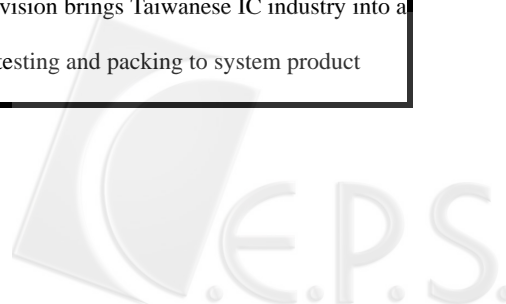 vision brings Taiwanese IC industry into a
testing and packing to system product
C.E.P.S.